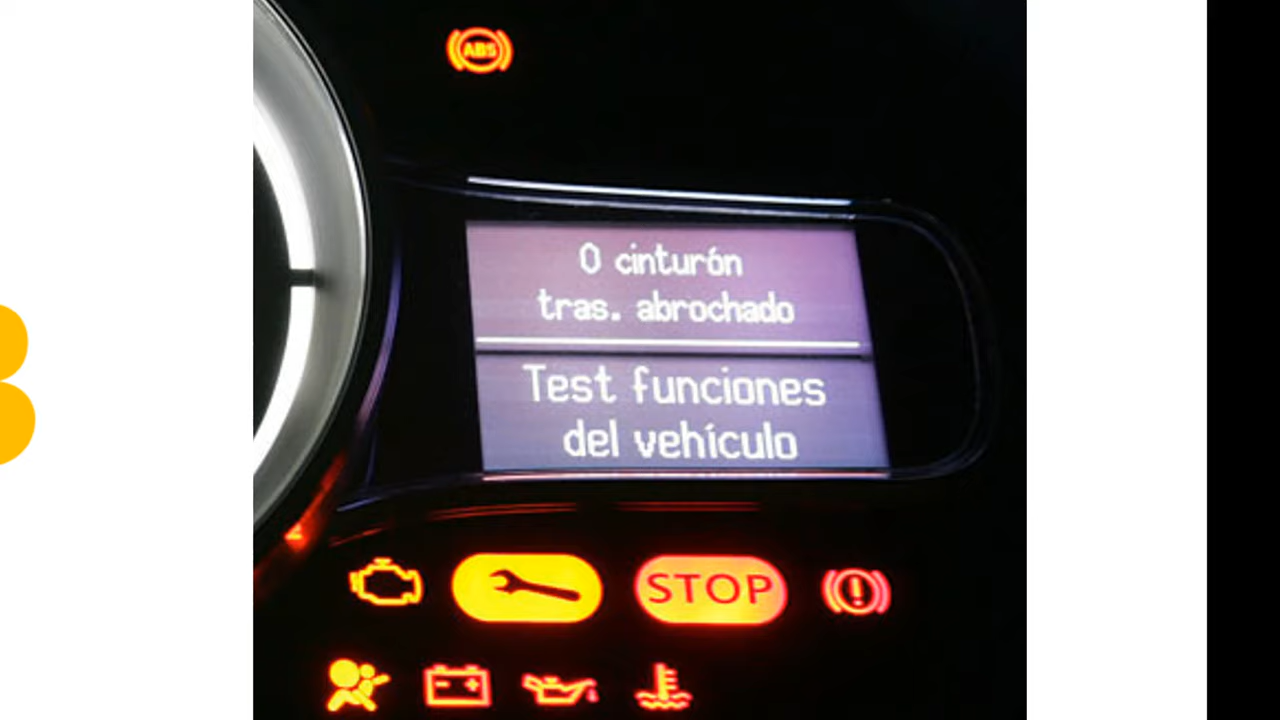 ABS
0 cinturón
tras. abrochado
Test funciones
del vehículo
STOP